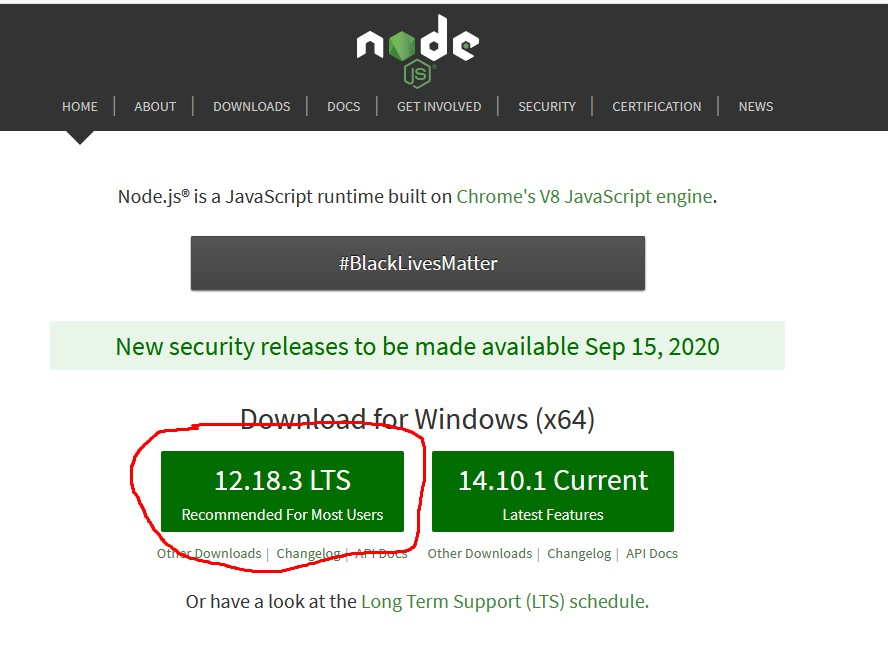 node
JS
HOME | ABOUT | DOWNLOADS | DOCS | GET INVOLVED | SECURITY | CERTIFICATION | NEWS
Node.js® is a JavaScript runtime built on Chrome's V8 JavaScript engine.
#BlackLivesMatter
New security releases to be made available Sep 15, 2020
Download for Windows (x64)
12.18.3 LTS
Recommended For Most Users
Other Downloads | Changelog | API Docs
14.10.1 Current
Latest Features
Other Downloads | Changelog | API Docs
Or have a look at the Long Term Support (LTS) schedule.